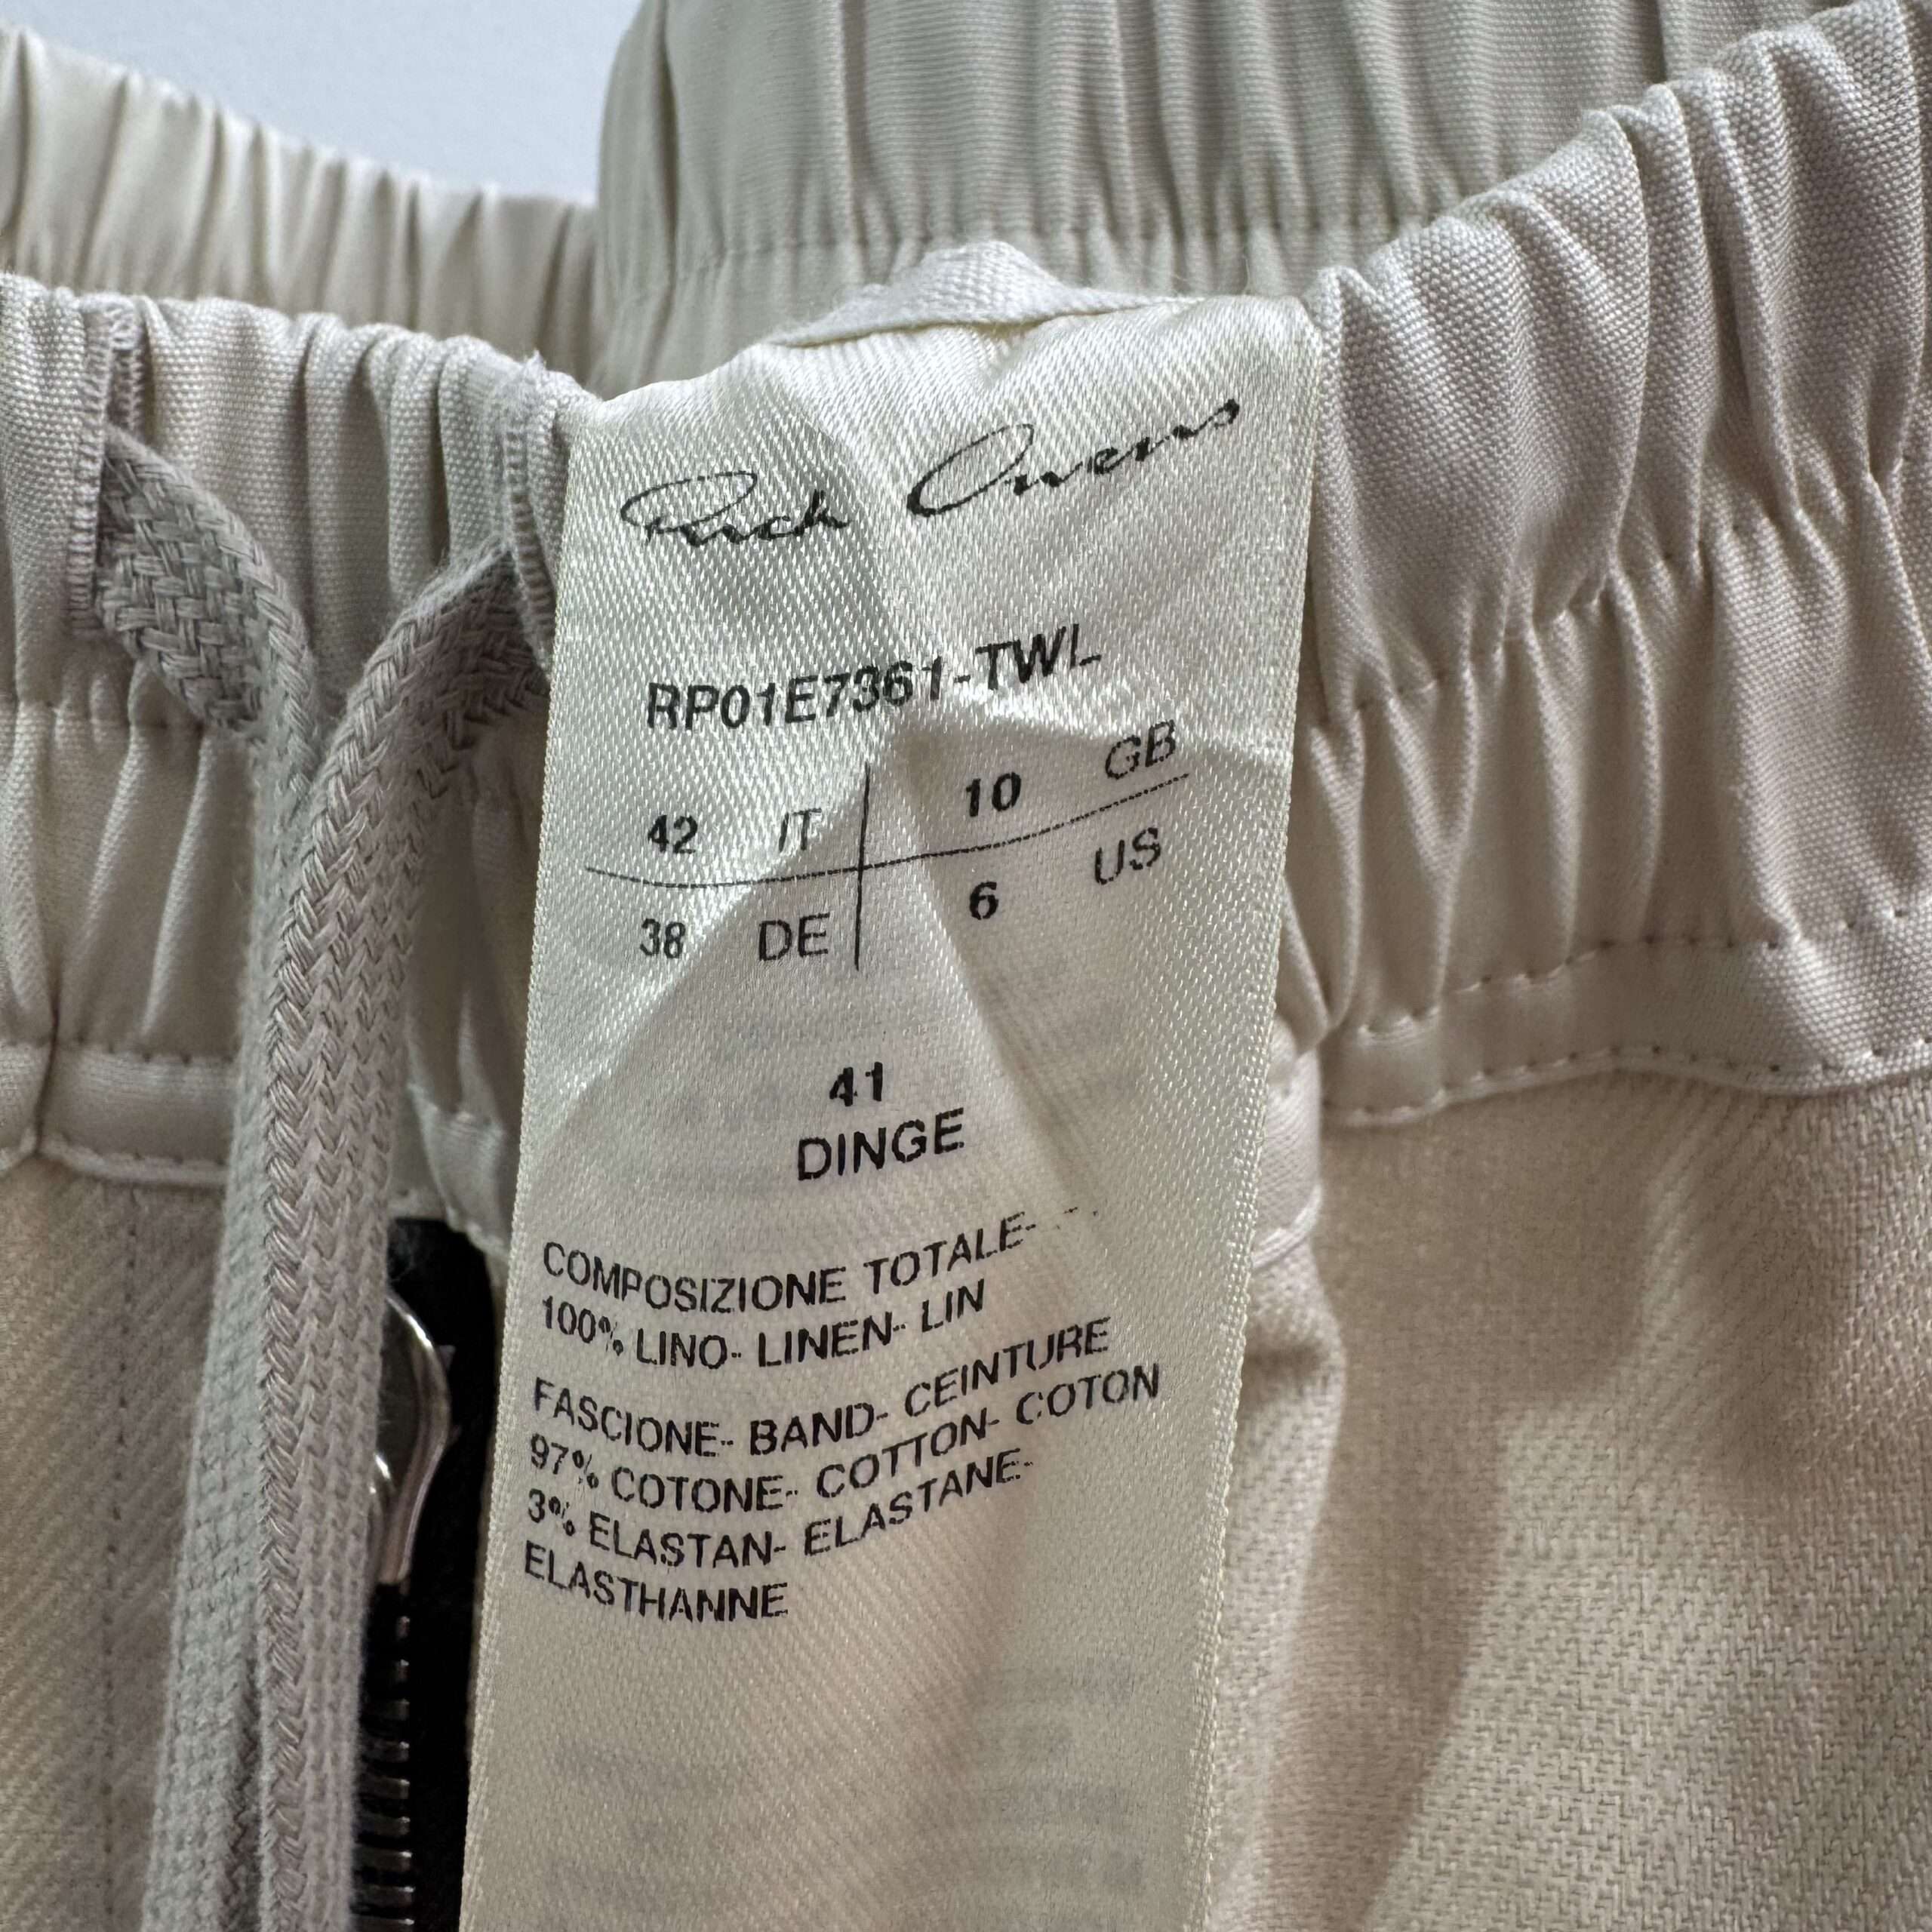 Rick Owens
RP01E7361-TWL
42 IT 10 GB
38 DE 6 US
41
DINGE
COMPOSIZIONE TOTALE-
100% LINO- LINEN- LIN
FASCIONE- BAND- CEINTURE
97% COTONE- COTTON- COTON
3% ELASTAN- ELASTANE-
ELASTHANNE